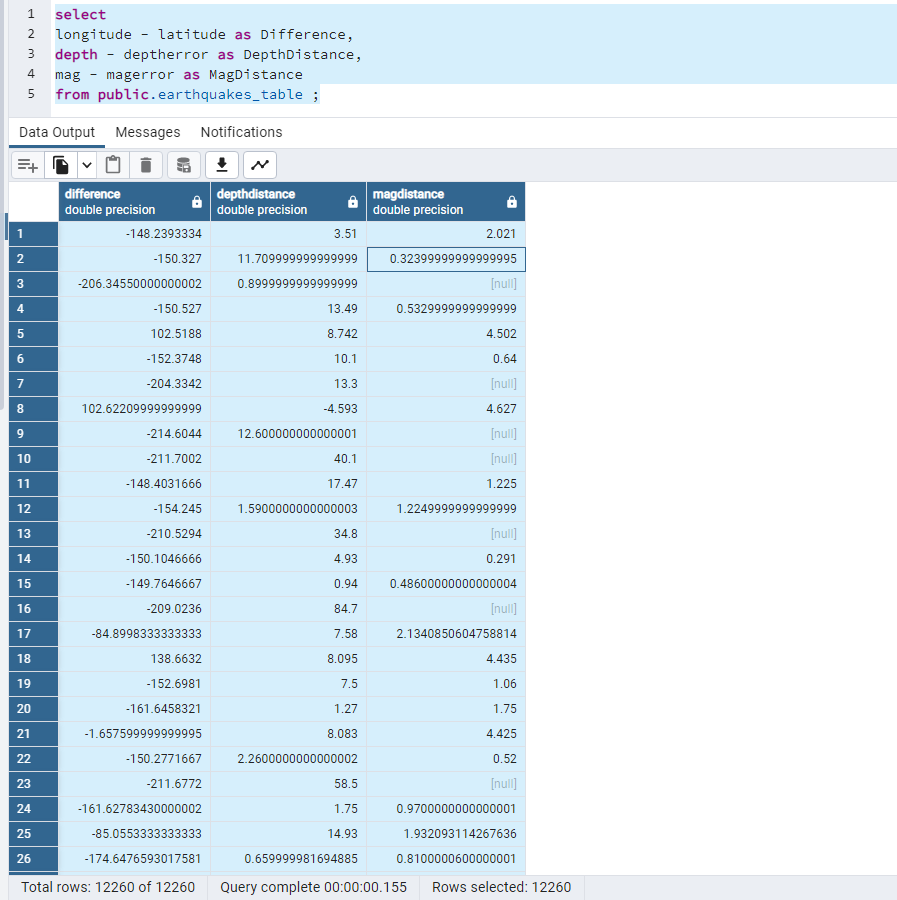 1 select
2 longitude - latitude as Difference,
3 depth - deptherror as DepthDistance,
4 mag - magerror as MagDistance
5 from public.earthquakes_table ;
Data Output Messages Notifications
difference depthdistance magdistance
double precision double precision double precision
1 -148.2393334 3.51 2.021
2 -150.327 11.709999999999999 0.32399999999999995
3 -206.34550000000002 0.8999999999999999 [null]
4 -150.527 13.49 0.5329999999999999
5 102.5188 8.742 4.502
6 -152.3748 10.1 0.64
7 -204.3342 13.3 [null]
8 102.62209999999999 -4.593 4.627
9 -214.6044 12.600000000000001 [null]
10 -211.7002 40.1 [null]
11 -148.4031666 17.47 1.225
12 -154.245 1.5900000000000003 1.2249999999999999
13 -210.5294 34.8 [null]
14 -150.1046666 4.93 0.291
15 -149.7646667 0.94 0.48600000000000004
16 -209.0236 84.7 [null]
17 -84.8998333333333 7.58 2.1340850604758814
18 138.6632 8.095 4.435
19 -152.6981 7.5 1.06
20 -161.6458321 1.27 1.75
21 -1.657599999999995 8.083 4.425
22 -150.2771667 2.2600000000000002 0.52
23 -211.6772 58.5 [null]
24 -161.62783430000002 1.75 0.9700000000000001
25 -85.0553333333333 14.93 1.932093114267636
26 -174.6476593017581 0.659999981694885 0.8100000600000001
Total rows: 12260 of 12260 Query complete 00:00:00.155 Rows selected: 12260